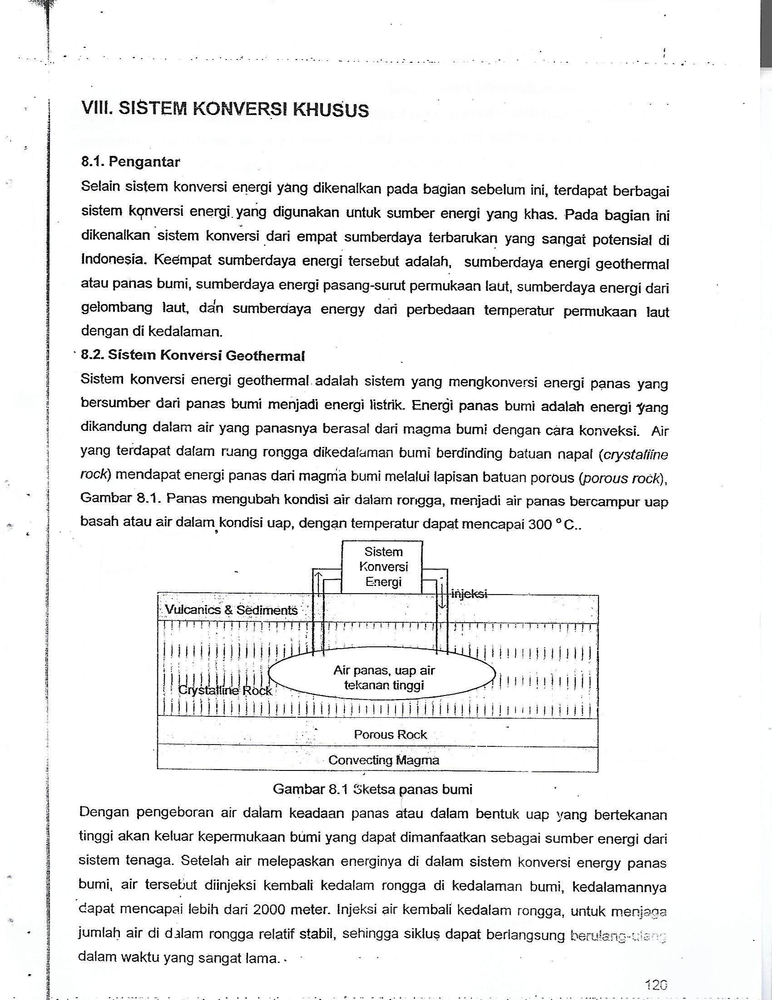 VIII. SISTEM KONVERSI KHUSUS
8.1. Pengantar
Selain sistem konversi energi yang dikenalkan pada bagian sebelum ini, terdapat berbagai
sistem konversi energi yang digunakan untuk sumber energi yang khas. Pada bagian ini
dikenalkan sistem konversi dari empat sumberdaya terbarukan yang sangat potensial di
Indonesia. Keempat sumberdaya energi tersebut adalah, sumberdaya energi geothermal
atau panas bumi, sumberdaya energi pasang-surut permukaan laut, sumberdaya energi dari
gelombang laut, dan sumberdaya energy dari perbedaan temperatur permukaan laut
dengan di kedalaman.
8.2. Sistem Konversi Geothermal
Sistem konversi energi geothermal adalah sistem yang mengkonversi energi panas yang
bersumber dari panas bumi menjadi energi listrik. Energi panas bumi adalah energi yang
dikandung dalam air yang panasnya berasal dari magma bumi dengan cara konveksi. Air
yang terdapat dalam ruang rongga dikedalaman bumi berdinding batuan napal (crystalline
rock) mendapat energi panas dari magma bumi melalui lapisan batuan porous (porous rock),
Gambar 8.1. Panas mengubah kondisi air dalam rongga, menjadi air panas bercampur uap
basah atau air dalam kondisi uap, dengan temperatur dapat mencapai 300 °C..
Sistem
Konversi
Energi
injeksi
Vulcanics & Sediments
Air panas, uap air
tekanan tinggi
Crystalline Rock
Porous Rock
Convecting Magma
Gambar 8.1 Sketsa panas bumi
Dengan pengeboran air dalam keadaan panas atau dalam bentuk uap yang bertekanan
tinggi akan keluar kepermukaan bumi yang dapat dimanfaatkan sebagai sumber energi dari
sistem tenaga. Setelah air melepaskan energinya di dalam sistem konversi energy panas
bumi, air tersebut diinjeksi kembali kedalam rongga di kedalaman bumi, kedalamannya
dapat mencapai lebih dari 2000 meter. Injeksi air kembali kedalam rongga, untuk menjaga
jumlah air di dalam rongga relatif stabil, sehingga siklus dapat berlangsung berulang-ulang
dalam waktu yang sangat lama.
120